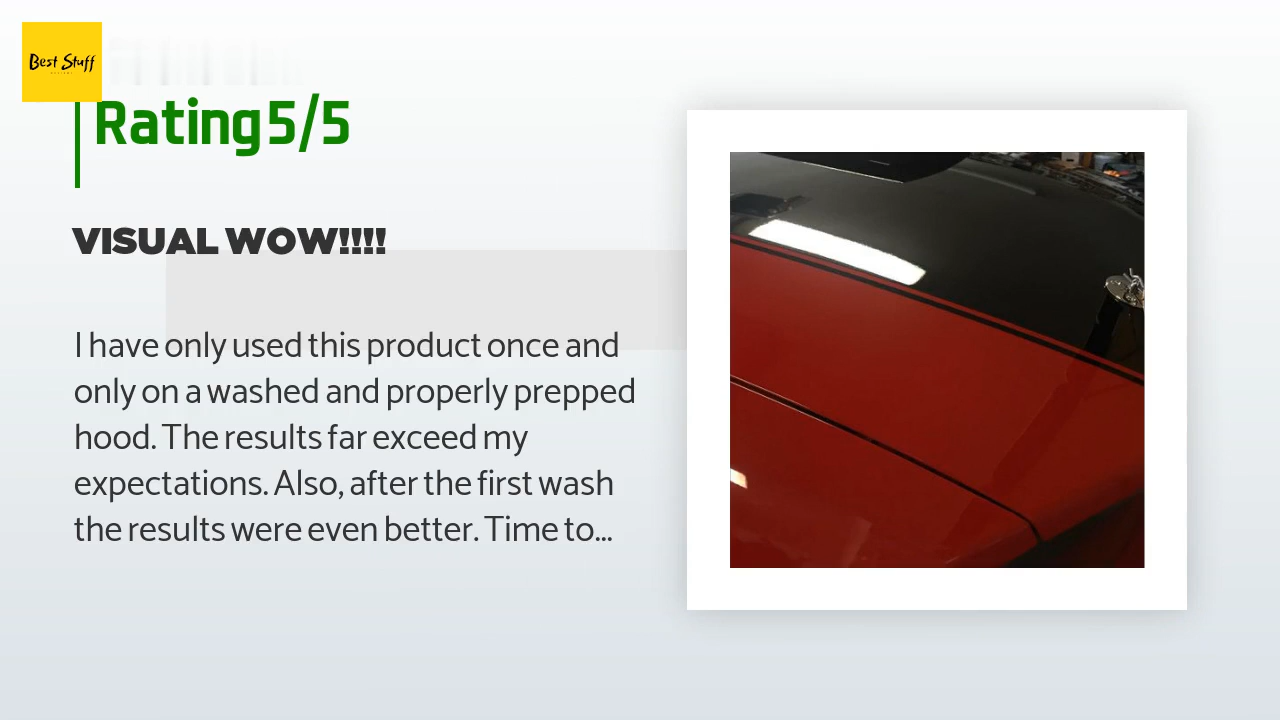 Best Stuff
Rating 5/5
VISUAL WOW!!!!
I have only used this product once and
only on a washed and properly prepped
hood. The results far exceed my
expectations. Also, after the first wash
the results were even better. Time to...